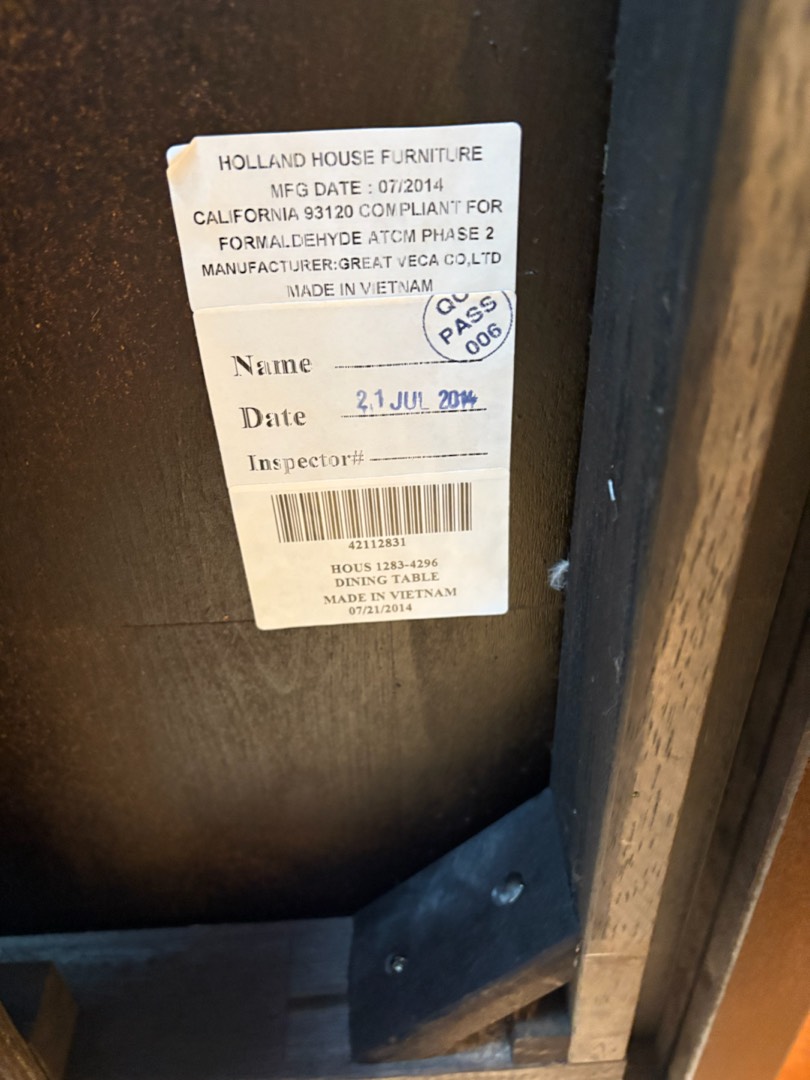 HOLLAND HOUSE FURNITURE
MFG DATE : 07/2014
CALIFORNIA 93120 COMPLIANT FOR
FORMALDEHYDE ATCM PHASE 2
MANUFACTURER:GREAT VECA CO,LTD
MADE IN VIETNAM
PASS
006
Name
Date 21 JUL 2014
Inspector#
42112831
HOUS 1283-4296
DINING TABLE
MADE IN VIETNAM
07/21/2014